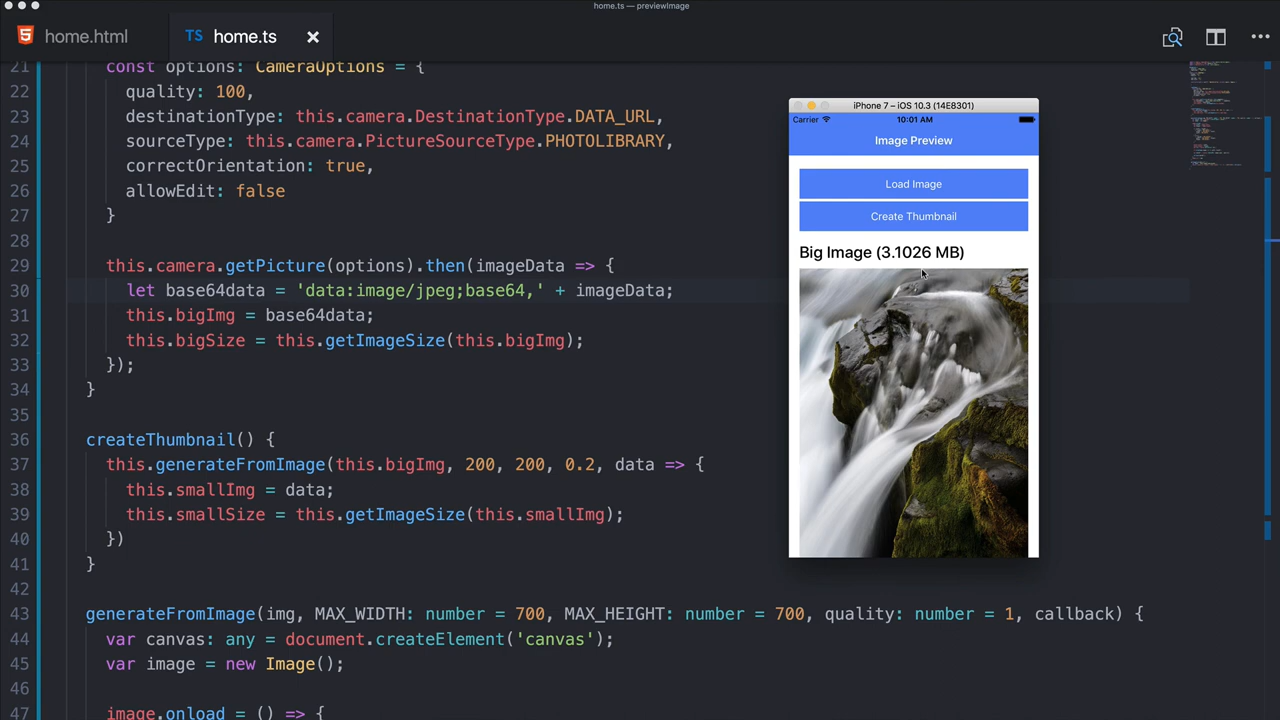 home.ts — previewImage
home.html
TS home.ts
21 const options: CameraOptions = {
22 quality: 100,
23 destinationType: this.camera.DestinationType.DATA_URL,
24 sourceType: this.camera.PictureSourceType.PHOTOLIBRARY,
25 correctOrientation: true,
26 allowEdit: false
27 }
28
29 this.camera.getPicture(options).then(imageData => {
30 let base64data = 'data:image/jpeg;base64,' + imageData;
31 this.bigImg = base64data;
32 this.bigSize = this.getImageSize(this.bigImg);
33 });
34 }
35
36 createThumbnail() {
37 this.generateFromImage(this.bigImg, 200, 200, 0.2, data => {
38 this.smallImg = data;
39 this.smallSize = this.getImageSize(this.smallImg);
40 })
41 }
42
43 generateFromImage(img, MAX_WIDTH: number = 700, MAX_HEIGHT: number = 700, quality: number = 1, callback) {
44 var canvas: any = document.createElement('canvas');
45 var image = new Image();
46
47 image.onload = () => {
iPhone 7 – iOS 10.3 (14E8301)
Carrier 10:01 AM
Image Preview
Load Image
Create Thumbnail
Big Image (3.1026 MB)